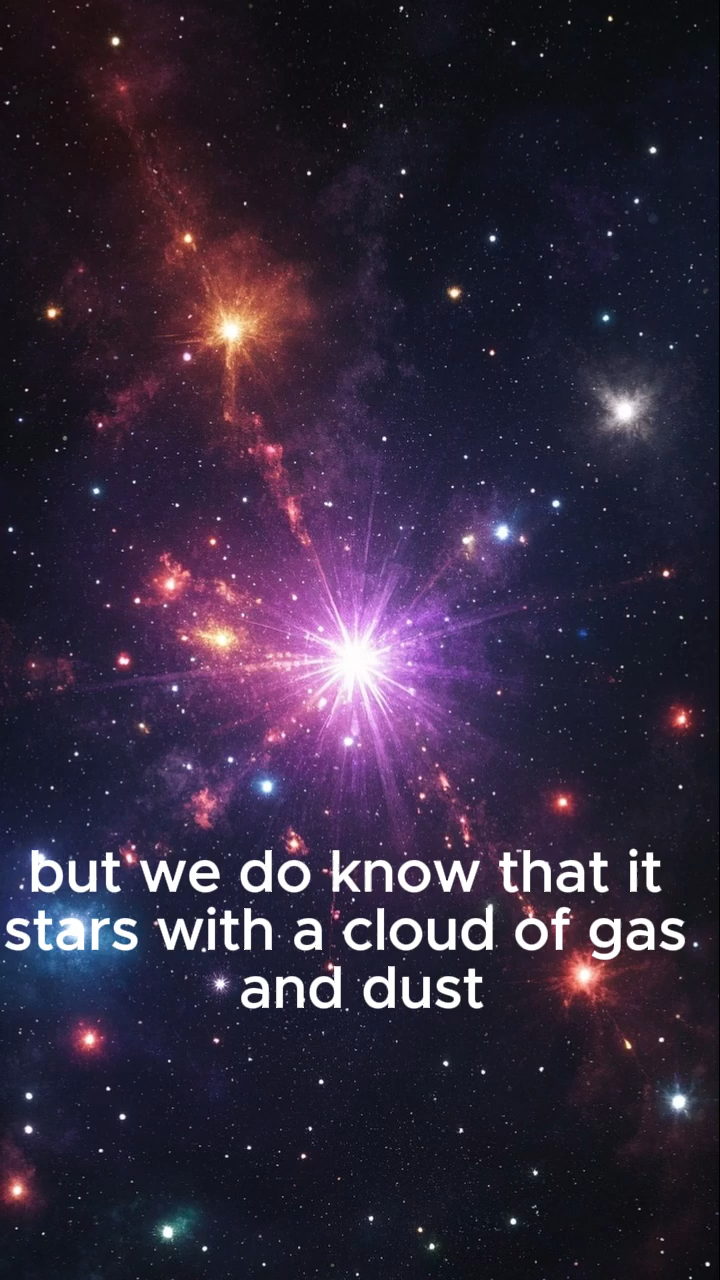 but we do know that it
stars with a cloud of gas
and dust